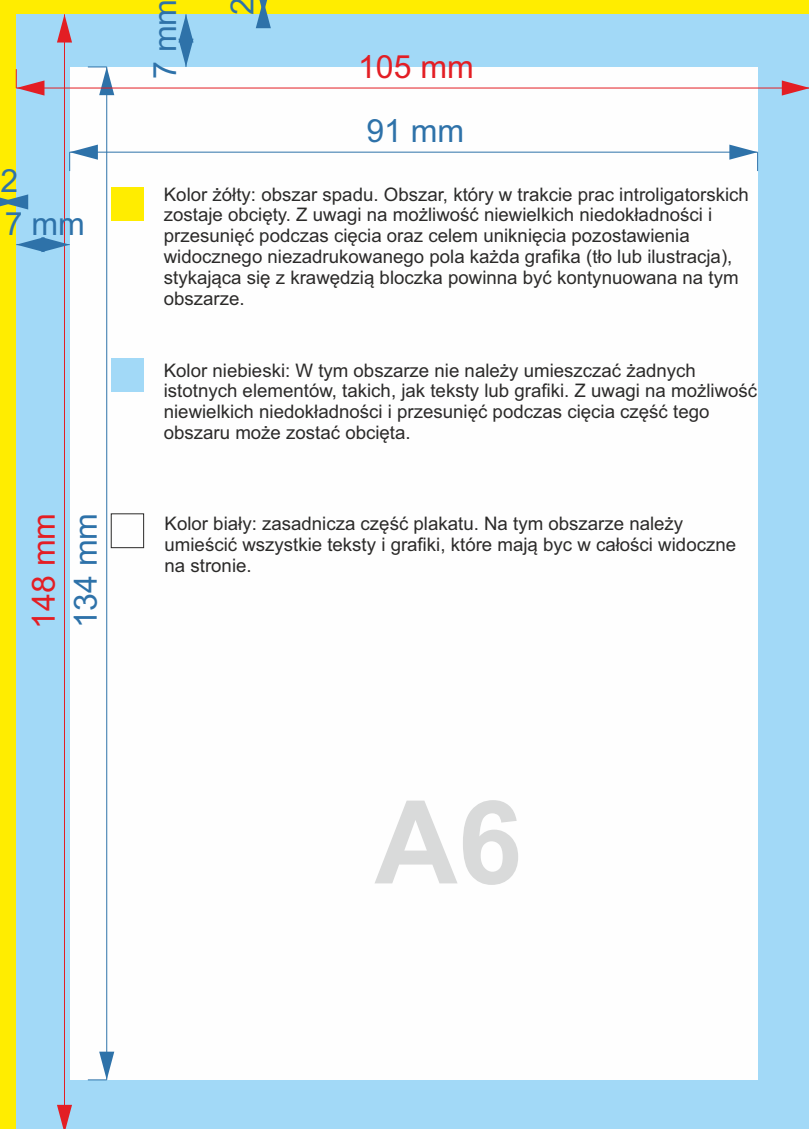 2
7 mm
105 mm
91 mm
2
7 mm
Kolor żółty: obszar spadu. Obszar, który w trakcie prac introligatorskich
zostaje obcięty. Z uwagi na możliwość niewielkich niedokładności i
przesunięć podczas cięcia oraz celem uniknięcia pozostawienia
widocznego niezadrukowanego pola każda grafika (tło lub ilustracja),
stykająca się z krawędzią bloczka powinna być kontynuowana na tym
obszarze.
Kolor niebieski: W tym obszarze nie należy umieszczać żadnych
istotnych elementów, takich, jak teksty lub grafiki. Z uwagi na możliwość
niewielkich niedokładności i przesunięć podczas cięcia część tego
obszaru może zostać obcięta.
Kolor biały: zasadnicza część plakatu. Na tym obszarze należy
umieścić wszystkie teksty i grafiki, które mają byc w całości widoczne
na stronie.
148 mm
134 mm
A6